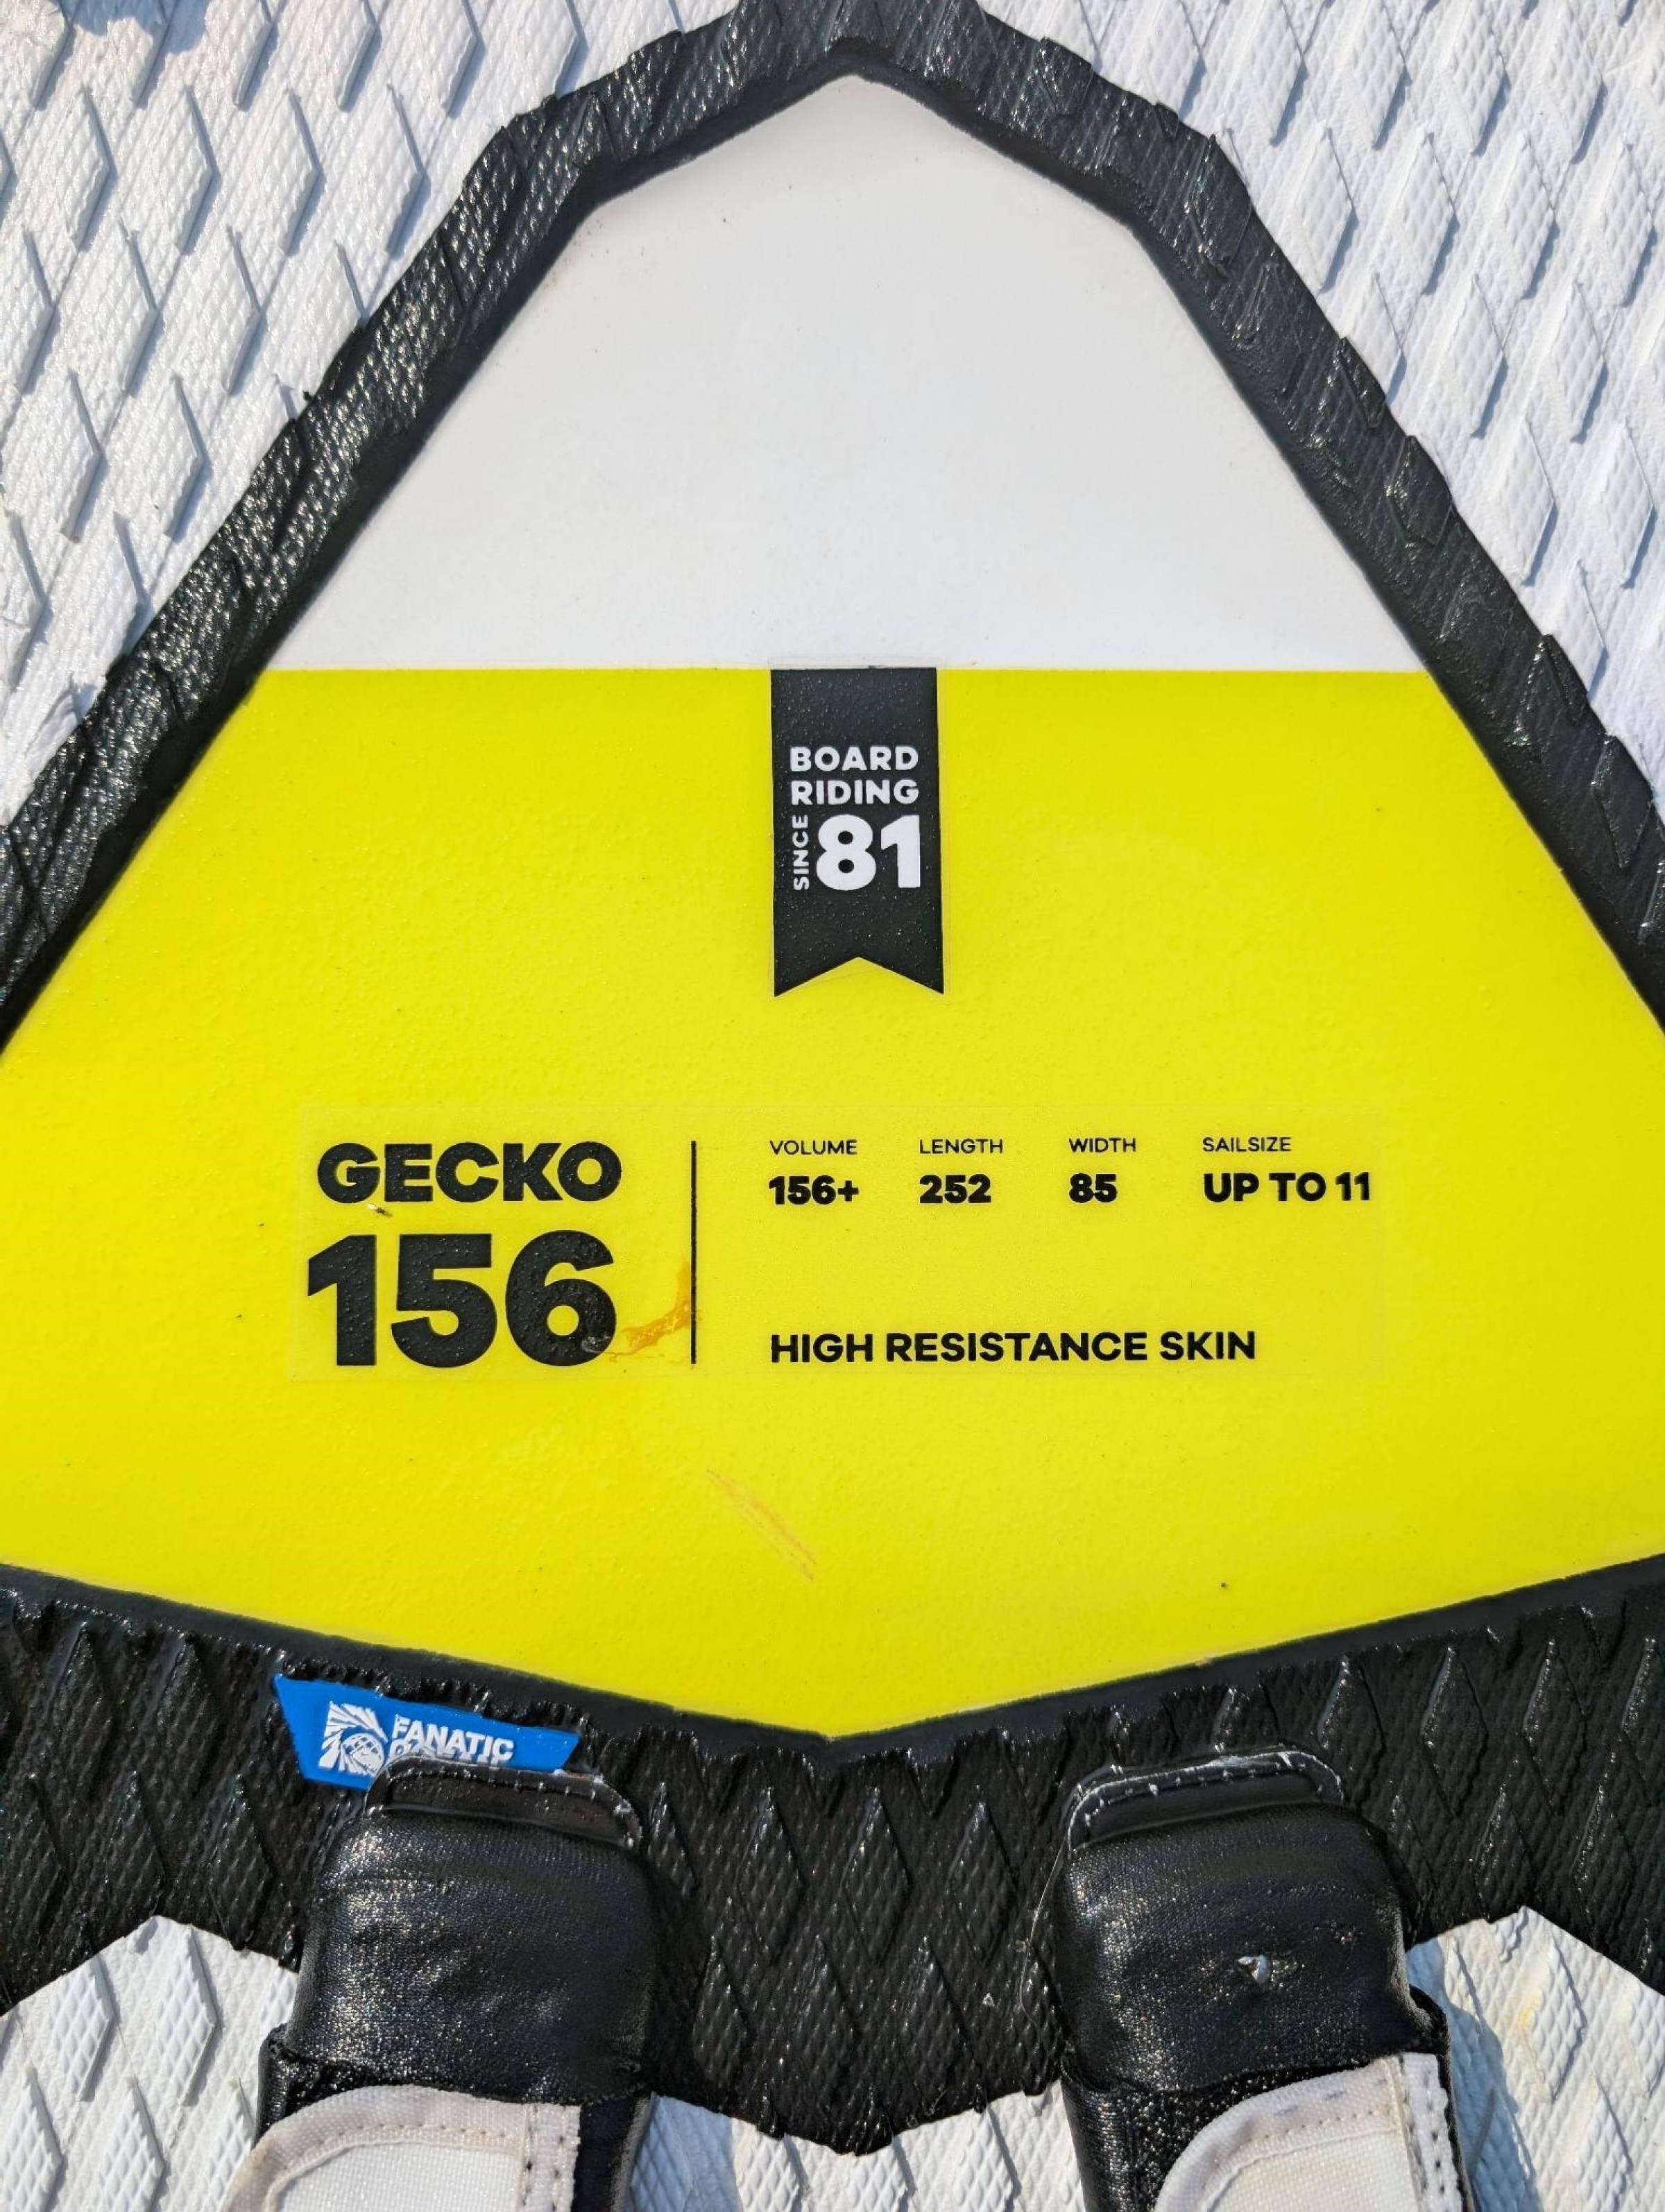 BOARD
RIDING
SINCE 81
GECKO
156
VOLUME LENGTH WIDTH SAILSIZE
156+ 252 85 UP TO 11
HIGH RESISTANCE SKIN
FANATIC